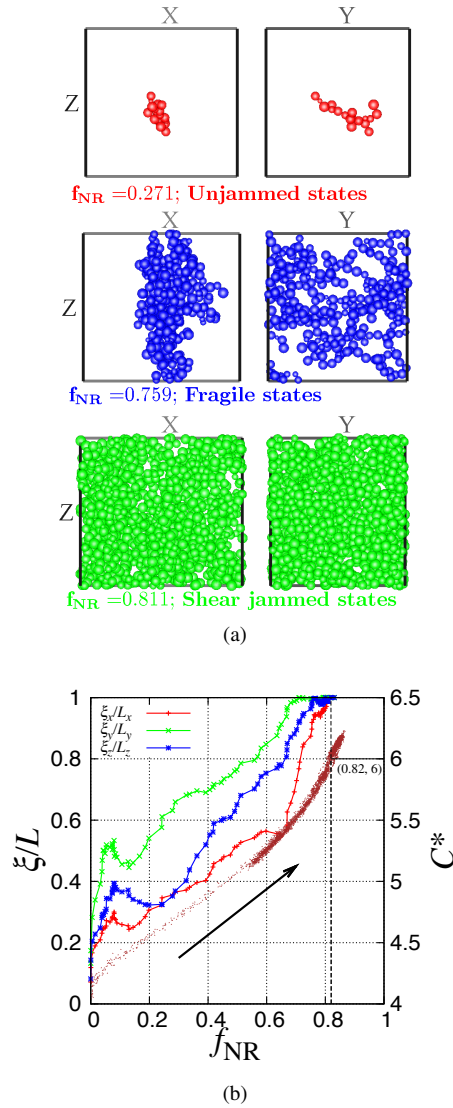 X Y
Z
f_NR =0.271; Unjammed states
X Y
Z
f_NR =0.759; Fragile states
X Y
Z
f_NR =0.811; Shear jammed states
(a)
1 6.5
ξx/Lx
ξy/Ly
ξz/Lz
0.8 6
(0.82, 6)
0.6 5.5
ξ/L C*
0.4 5
0.2 4.5
0 4
0 0.2 0.4 0.6 0.8 1
f_NR
(b)